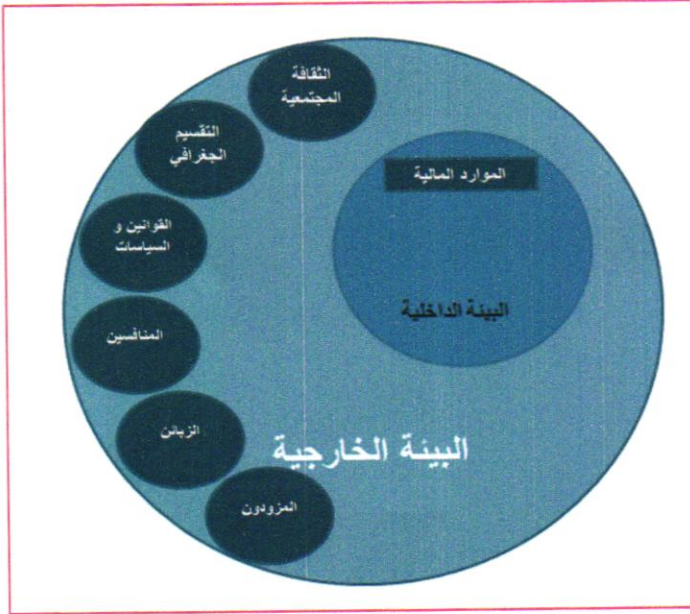 الثقافة
المجتمعية
التقسيم
الجغرافي
الموارد المالية
القوانين و
السياسات
البيئة الداخلية
المنافسين
الزبائن
البيئة الخارجية
المزودون